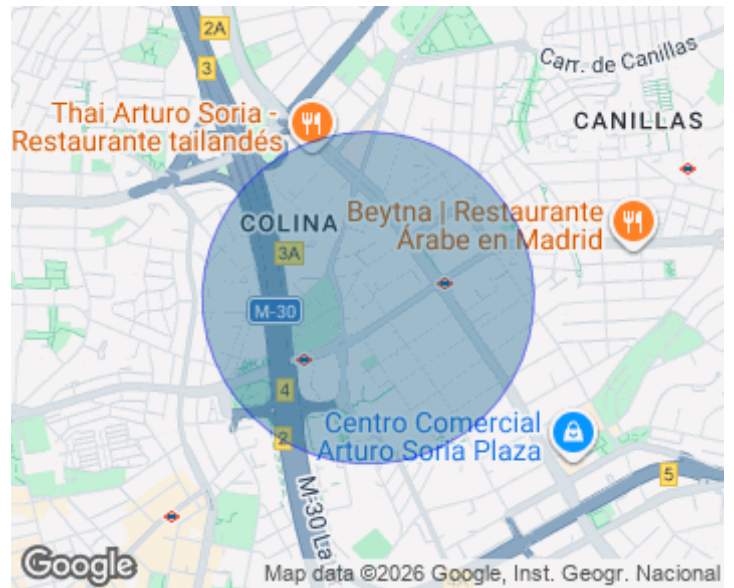 2A
3
Carr. de Canillas
Thai Arturo Soria -
Restaurante tailandés
CANILLAS
COLINA
Beytna | Restaurante
Árabe en Madrid
3A
M-30
4
2
Centro Comercial
Arturo Soria Plaza
5
M-30 La
Google
Map data ©2026 Google, Inst. Geogr. Nacional